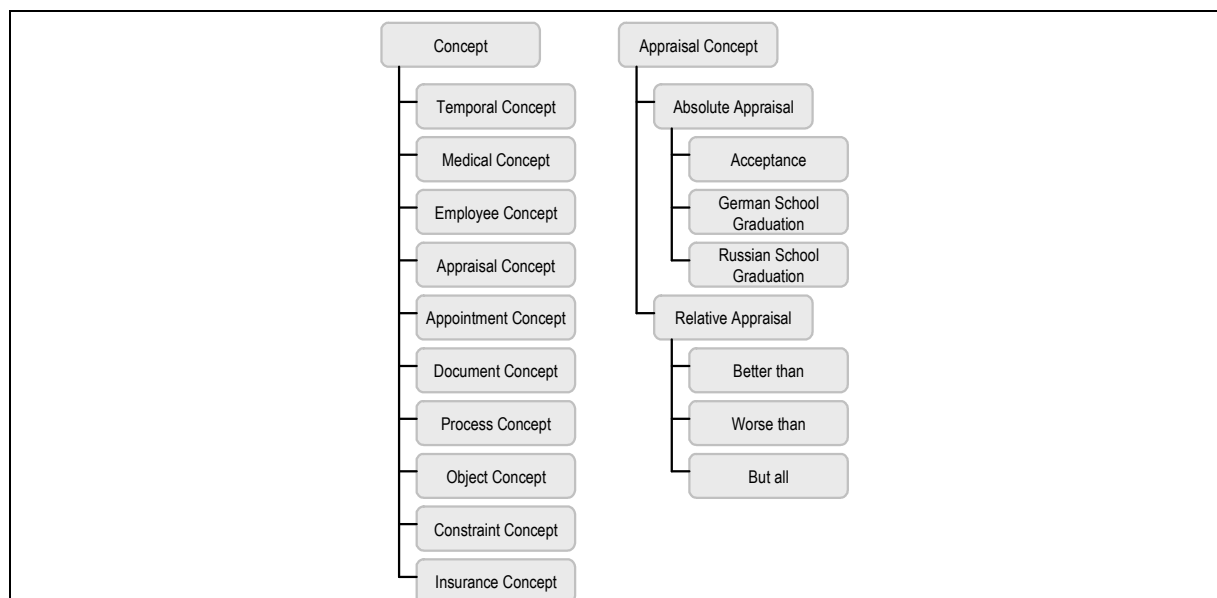 Concept
Temporal Concept
Medical Concept
Employee Concept
Appraisal Concept
Appointment Concept
Document Concept
Process Concept
Object Concept
Constraint Concept
Insurance Concept
Appraisal Concept
Absolute Appraisal
Acceptance
German School
Graduation
Russian School
Graduation
Relative Appraisal
Better than
Worse than
But all